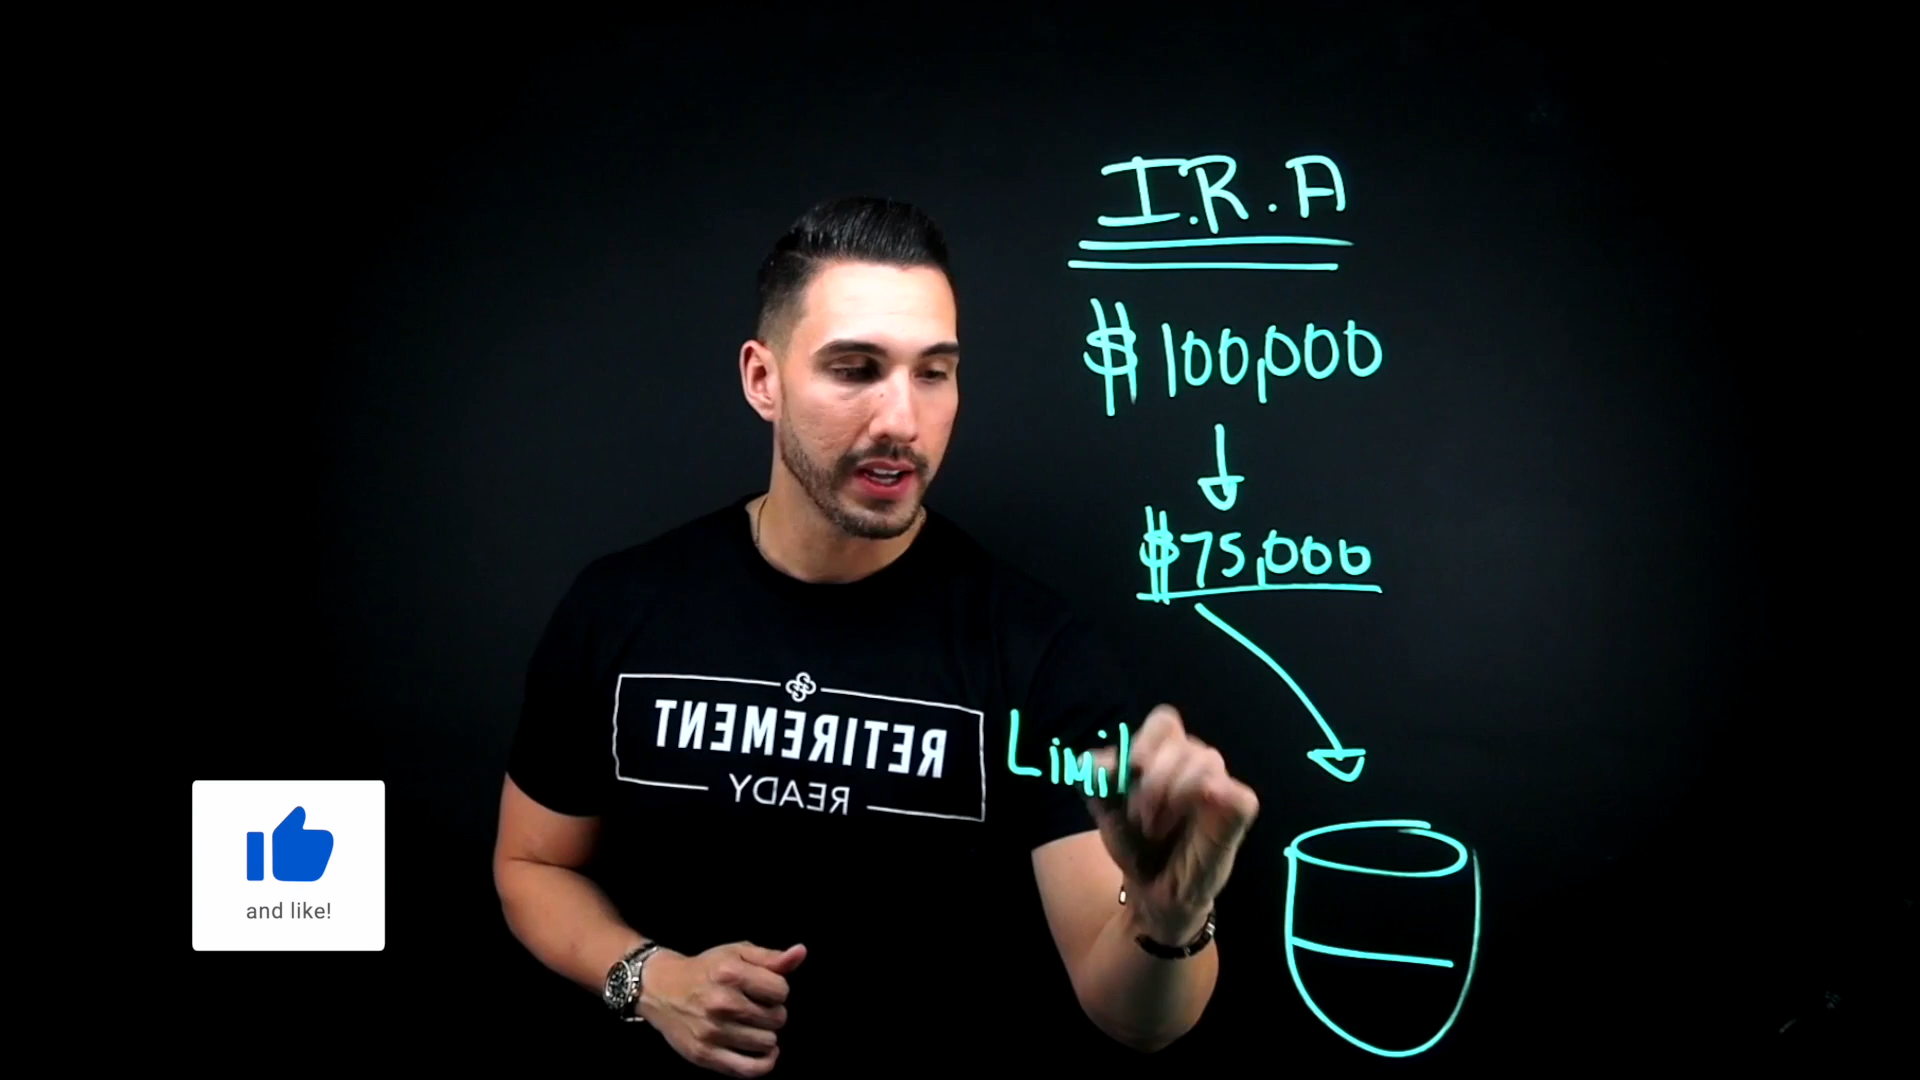 I.R.A
$100,000
$75,000
RETIREMENT
READY
and like!